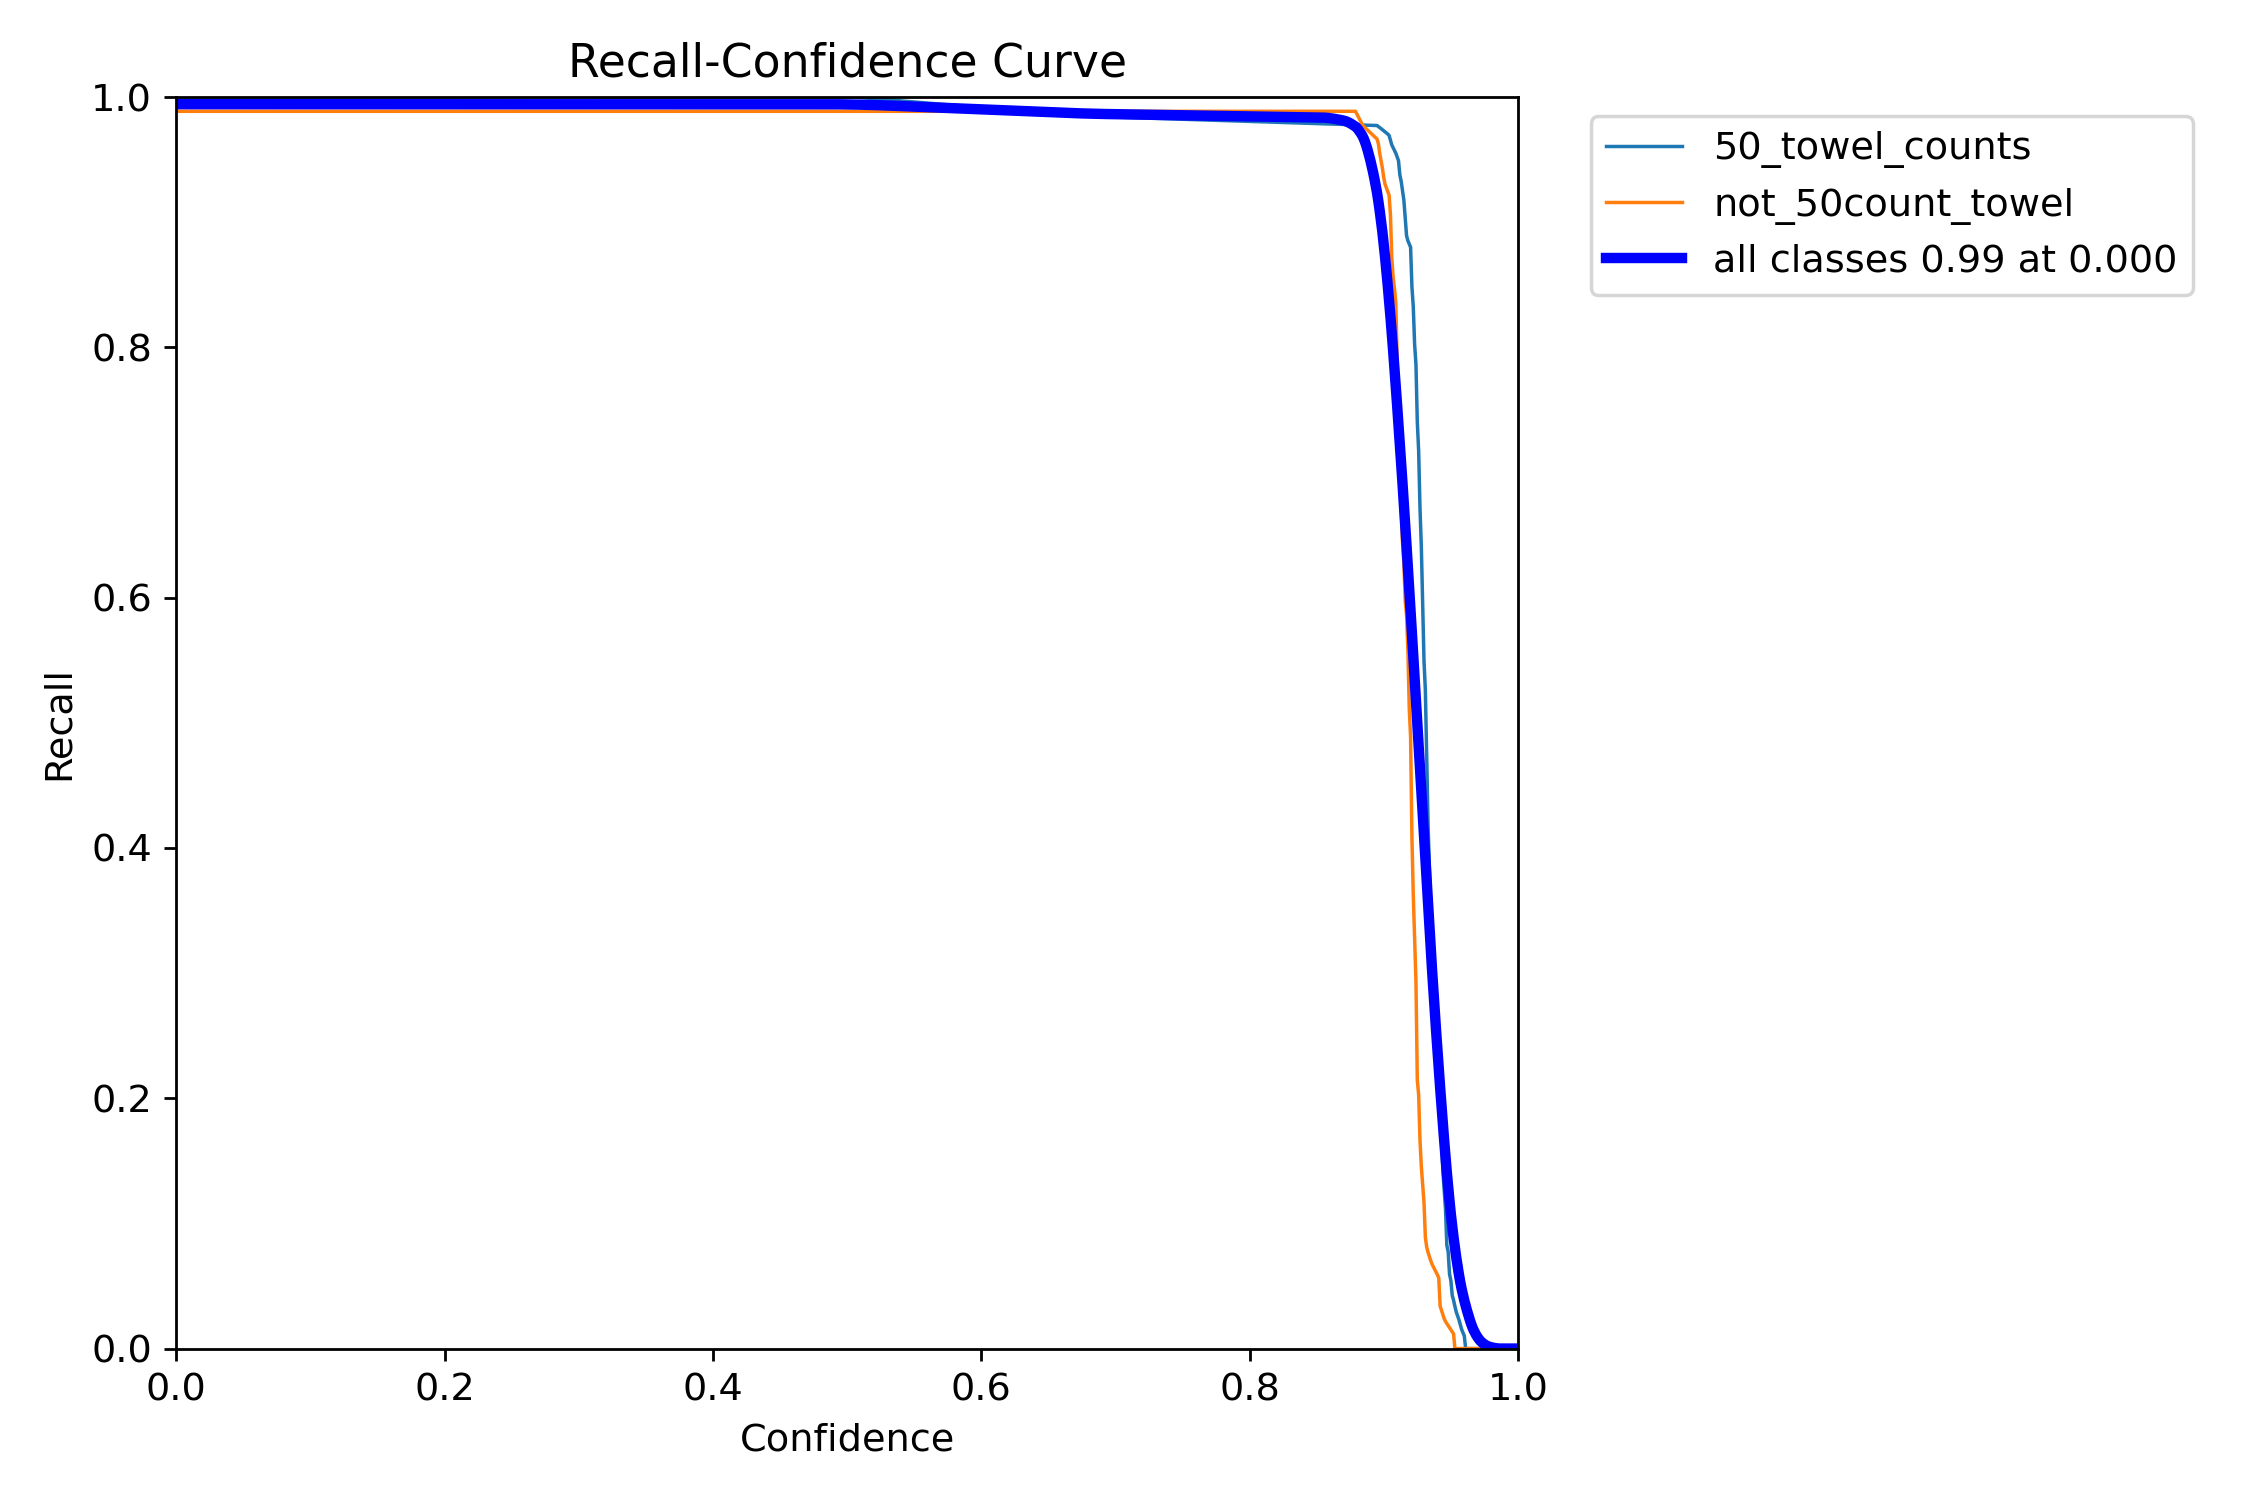 Recall-Confidence Curve
1.0
0.8
0.6
0.4
0.2
0.0
Recall
0.0 0.2 0.4 0.6 0.8 1.0
Confidence
50_towel_counts
not_50count_towel
all classes 0.99 at 0.000